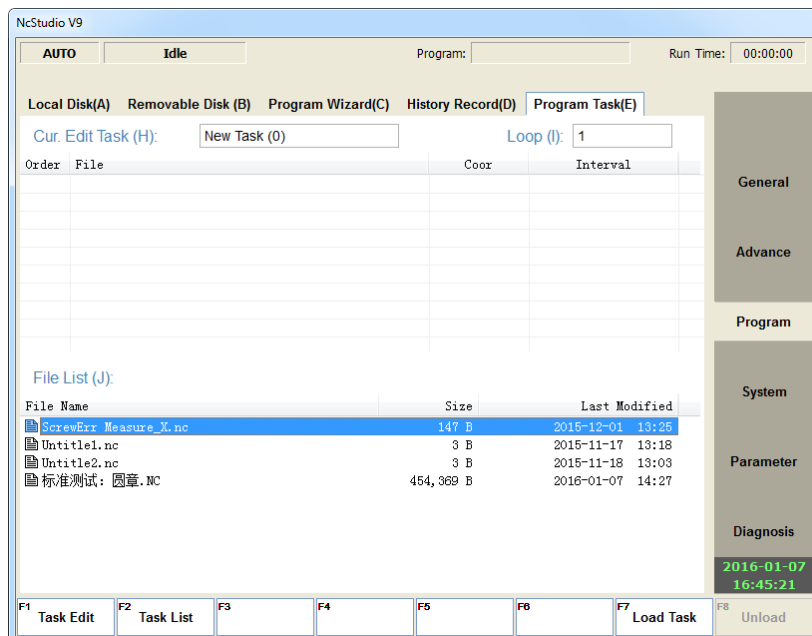 NcStudio V9
AUTO Idle Program: Run Time: 00:00:00
Local Disk(A) Removable Disk (B) Program Wizard(C) History Record(D) Program Task(E)
Cur. Edit Task (H): New Task (0) Loop (I): 1
Order File Coor Interval
General
Advance
Program
File List (J):
System
File Name Size Last Modified
ScrewErr Measure_X.nc 147 B 2015-12-01 13:25
Untitle1.nc 3 B 2015-11-17 13:18
Untitle2.nc 3 B 2015-11-18 13:03
Parameter
标准测试：圆章.NC 454,369 B 2016-01-07 14:27
Diagnosis
2016-01-07
16:45:21
F1 Task Edit F2 Task List F3 F4 F5 F6 F7 Load Task F8 Unload